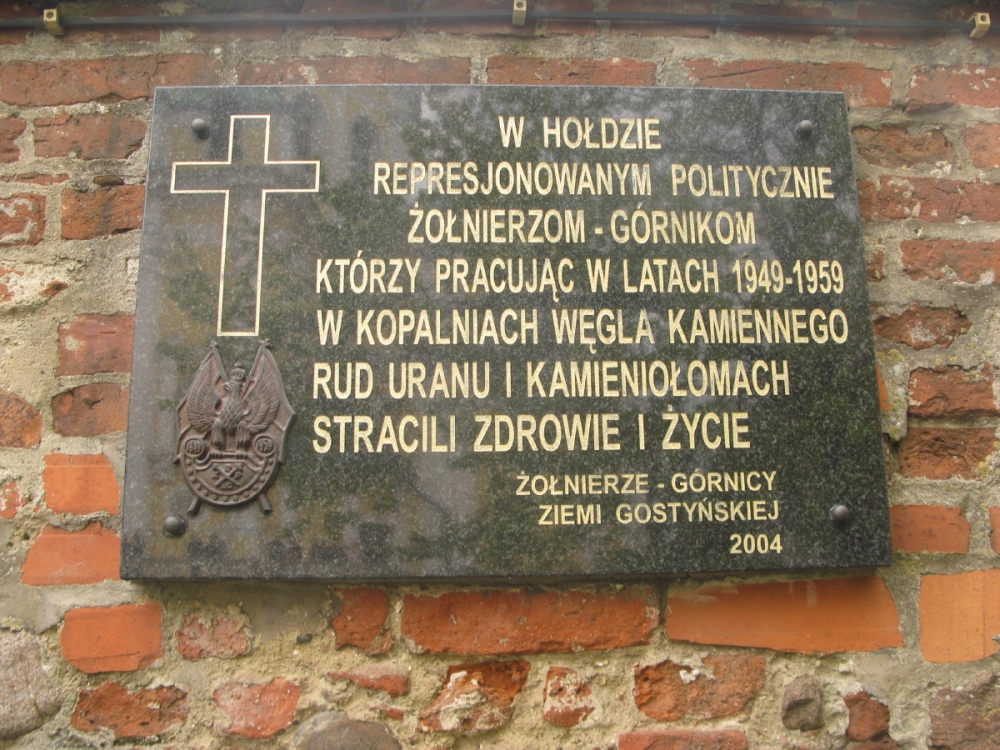 W HOŁDZIE
REPRESJONOWANYM POLITYCZNIE
ŻOŁNIERZOM - GÓRNIKOM
KTÓRZY PRACUJĄC W LATACH 1949-1959
W KOPALNIACH WĘGLA KAMIENNEGO
RUD URANU I KAMIENIOŁOMACH
STRACILI ZDROWIE I ŻYCIE
ŻOŁNIERZE - GÓRNICY
ZIEMI GOSTYŃSKIEJ
2004